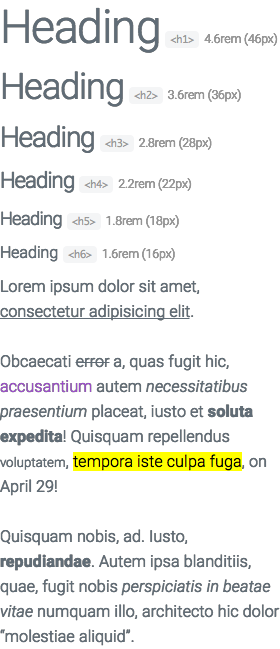 Heading <h1> 4.6rem (46px)
Heading <h2> 3.6rem (36px)
Heading <h3> 2.8rem (28px)
Heading <h4> 2.2rem (22px)
Heading <h5> 1.8rem (18px)
Heading <h6> 1.6rem (16px)
Lorem ipsum dolor sit amet,
consectetur adipisicing elit.
Obcaecati error a, quas fugit hic,
accusantium autem necessitatibus
praesentium placeat, iusto et soluta
expedita! Quisquam repellendus
voluptatem, tempora iste culpa fuga, on
April 29!
Quisquam nobis, ad. Iusto,
repudiandae. Autem ipsa blanditiis,
quae, fugit nobis perspiciatis in beatae
vitae numquam illo, architecto hic dolor
“molestiae aliquid”.